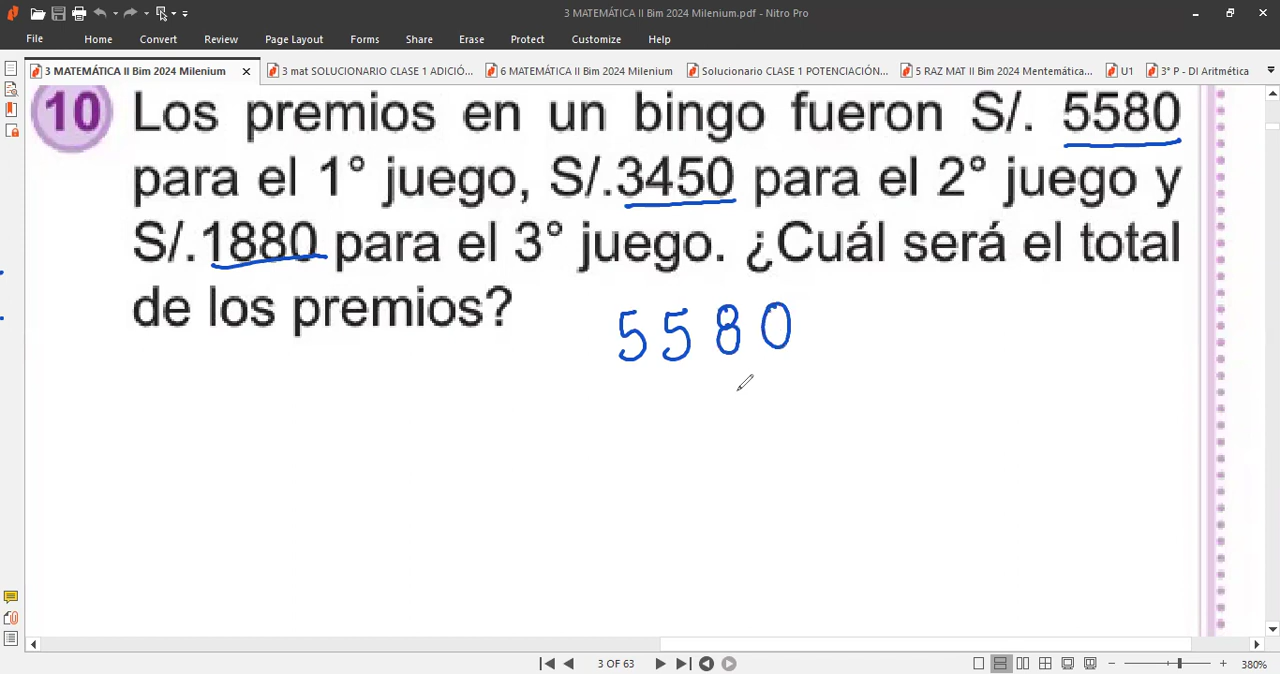 3 MATEMÁTICA II Bim 2024 Milenium.pdf - Nitro Pro
File Home Convert Review Page Layout Forms Share Erase Protect Customize Help
3 MATEMÁTICA II Bim 2024 Milenium 3 mat SOLUCIONARIO CLASE 1 ADICIÓ... 6 MATEMÁTICA II Bim 2024 Milenium Solucionario CLASE 1 POTENCIACIÓN... 5 RAZ MAT II Bim 2024 Mentemática... U1 3° P - DI Aritmética
10 Los premios en un bingo fueron S/. 5580
para el 1° juego, S/.3450 para el 2° juego y
S/.1880 para el 3° juego. ¿Cuál será el total
de los premios?
5580
3 OF 63 380%